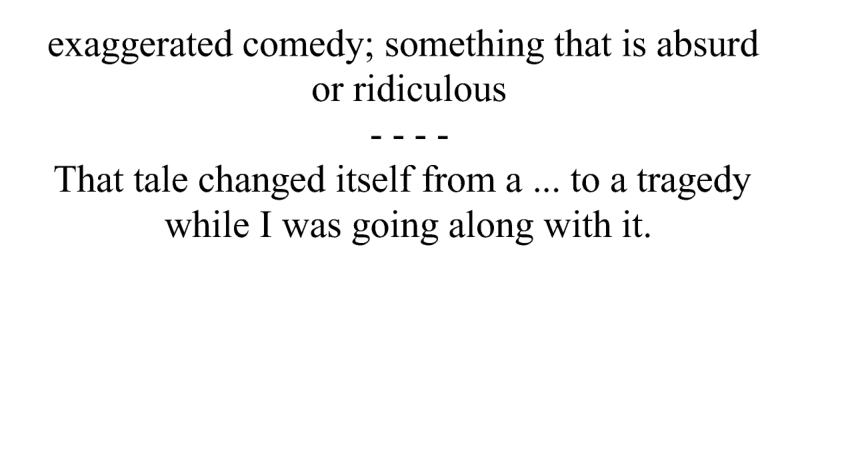 exaggerated comedy; something that is absurd
or ridiculous
- - - -
That tale changed itself from a ... to a tragedy
while I was going along with it.